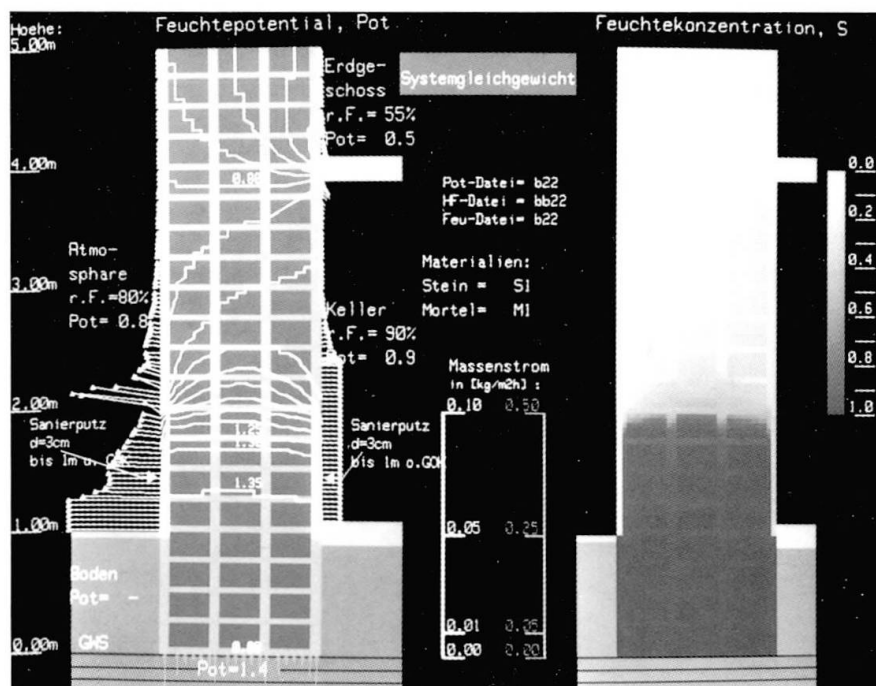 Hoehe:
Feuchtepotential, Pot
Feuchtekonzentration, S
5.00m
4.00m
3.00m
2.00m
1.00m
0.00m
Erdge-
schoss
r.F.= 55%
Pot= 0.5
Systemgleichgewicht
Pot-Datei= b22
HF-Datei = bb22
Feu-Datei= b22
Materialien:
Stein = S1
Mortel= M1
Atmo-
sphare
r.F.=80%
Pot= 0.8
Keller
r.F.= 90%
Pot= 0.9
Sanierputz
d=3cm
bis 1m o. GOK
Sanierputz
d=3cm
bis 1m o.GOK
1.35
Boden
Pot= -
GWS
Pot=1.4
Massenstrom
in [kg/m2h] :
0.10 0.50
0.05 0.25
0.01 0.05
0.00 0.00
0.0
0.2
0.4
0.6
0.8
1.0